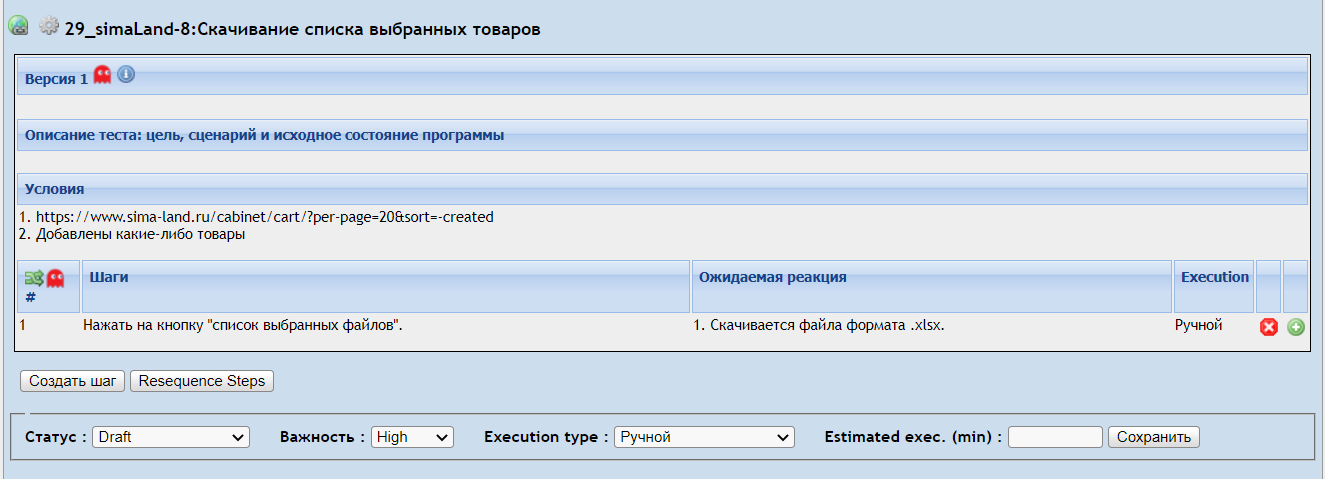 29_simaLand-8:Скачивание списка выбранных товаров
Версия 1
Описание теста: цель, сценарий и исходное состояние программы
Условия
1. https://www.sima-land.ru/cabinet/cart/?per-page=20&sort=-created
2. Добавлены какие-либо товары
# Шаги Ожидаемая реакция Execution
1 Нажать на кнопку "список выбранных файлов". 1. Скачивается файла формата .xlsx. Ручной
Создать шаг Resequence Steps
Статус : Draft Важность : High Execution type : Ручной Estimated exec. (min) : Сохранить